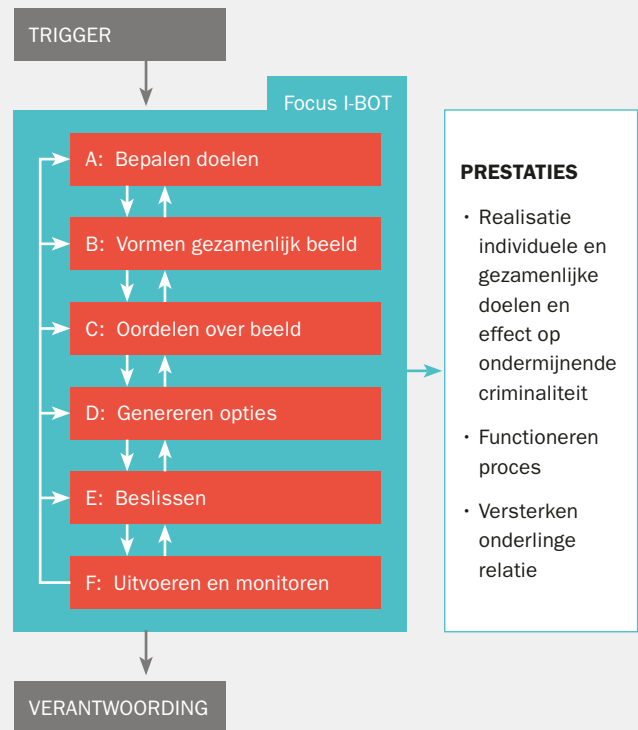 TRIGGER
Focus I-BOT
A: Bepalen doelen
B: Vormen gezamenlijk beeld
C: Oordelen over beeld
D: Genereren opties
E: Beslissen
F: Uitvoeren en monitoren
VERANTWOORDING
PRESTATIES
· Realisatie
individuele en
gezamenlijke
doelen en
effect op
ondermijnende
criminaliteit
· Functioneren
proces
· Versterken
onderlinge
relatie